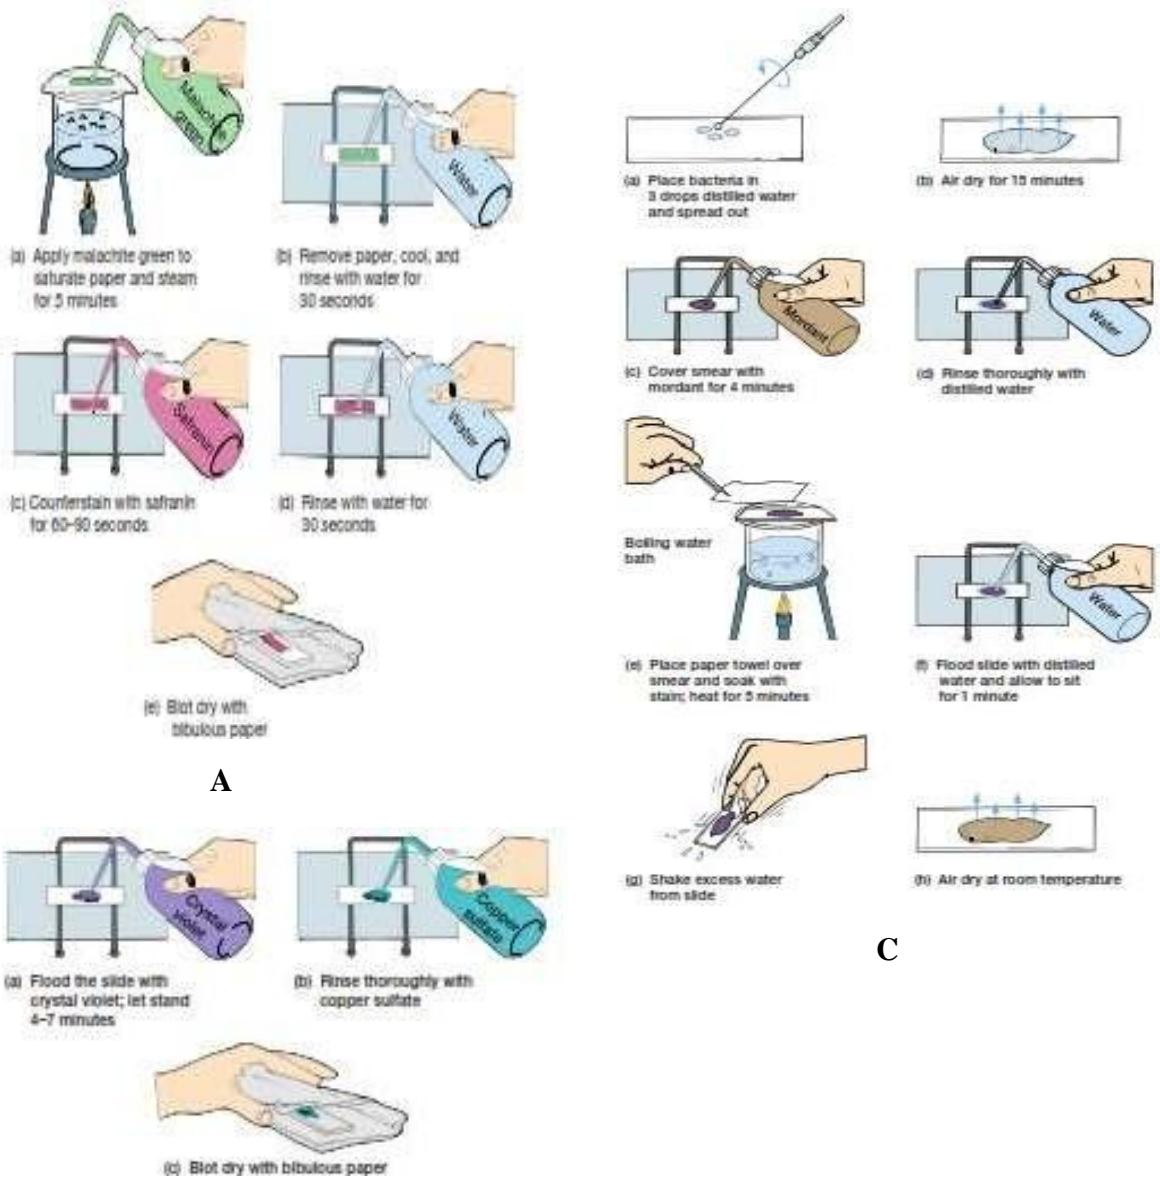 Malachite
green
(a) Apply malachite green to
saturate paper and steam
for 5 minutes
Water
(b) Remove paper, cool, and
rinse with water for
30 seconds
Safranin
(c) Counterstain with safranin
for 60–90 seconds
Water
(d) Rinse with water for
30 seconds
(e) Blot dry with
bibulous paper
A
Crystal
violet
(a) Flood the slide with
crystal violet; let stand
4–7 minutes
Copper
sulfate
(b) Rinse thoroughly with
copper sulfate
(c) Blot dry with bibulous paper
(a) Place bacteria in
3 drops distilled water
and spread out
(b) Air dry for 15 minutes
Mordant
(c) Cover smear with
mordant for 4 minutes
Water
(d) Rinse thoroughly with
distilled water
Boiling water
bath
(e) Place paper towel over
smear and soak with
stain; heat for 5 minutes
Water
(f) Flood slide with distilled
water and allow to sit
for 1 minute
(g) Shake excess water
from slide
(h) Air dry at room temperature
C